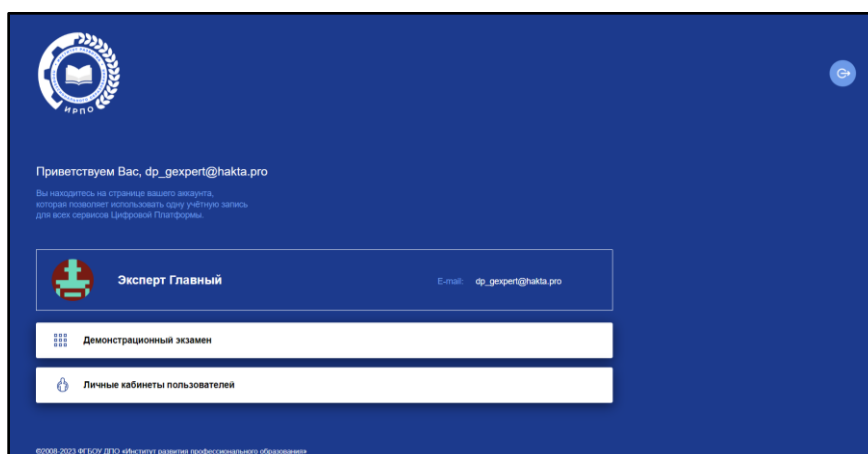 ИРПО
Приветствуем Вас, dp_gexpert@hakta.pro
Вы находитесь на странице вашего аккаунта,
которая позволяет использовать одну учётную запись
для всех сервисов Цифровой Платформы.
Эксперт Главный
E-mail: dp_gexpert@hakta.pro
Демонстрационный экзамен
Личные кабинеты пользователей
©2008-2023 ФГБОУ ДПО «Институт развития профессионального образования»